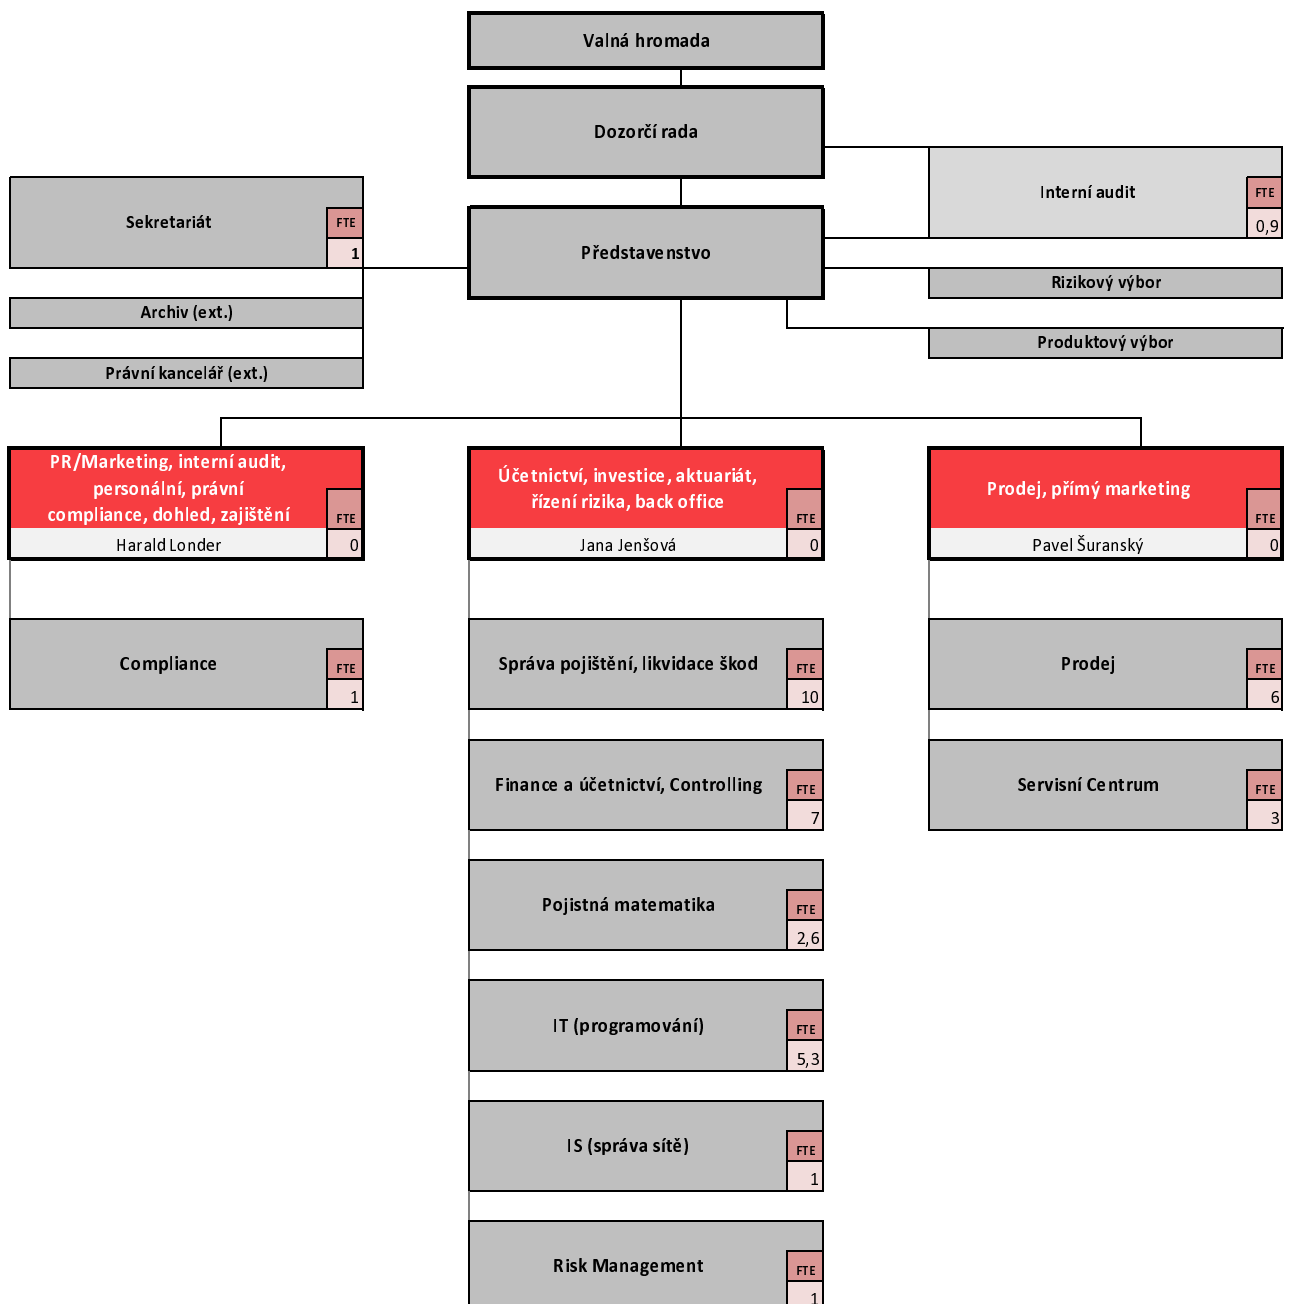 Valná hromada
Dozorčí rada
Interní audit
FTE
0,9
Sekretariát
FTE
1
Představenstvo
Rizikový výbor
Archiv (ext.)
Produktový výbor
Právní kancelář (ext.)
PR/Marketing, interní audit,
personální, právní
compliance, dohled, zajištění
FTE
Harald Londer
0
Účetnictví, investice, aktuariát,
řízení rizika, back office
FTE
Jana Jenšová
0
Prodej, přímý marketing
FTE
Pavel Šuranský
0
Compliance
FTE
1
Správa pojištění, likvidace škod
FTE
10
Prodej
FTE
6
Finance a účetnictví, Controlling
FTE
7
Servisní Centrum
FTE
3
Pojistná matematika
FTE
2,6
IT (programování)
FTE
5,3
IS (správa sítě)
FTE
1
Risk Management
FTE
1